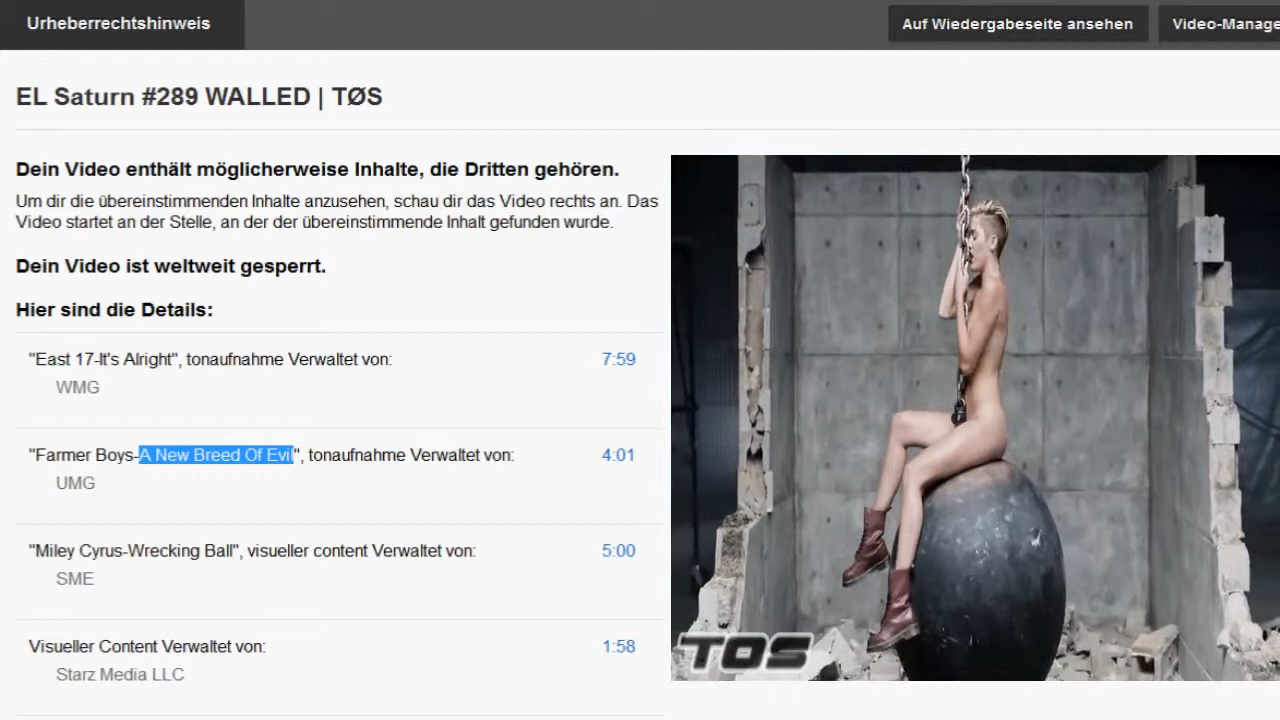 Urheberrechtshinweis
Auf Wiedergabeseite ansehen
Video-Manage
EL Saturn #289 WALLED | TØS
Dein Video enthält möglicherweise Inhalte, die Dritten gehören.
Um dir die übereinstimmenden Inhalte anzusehen, schau dir das Video rechts an. Das
Video startet an der Stelle, an der der übereinstimmende Inhalt gefunden wurde.
Dein Video ist weltweit gesperrt.
Hier sind die Details:
"East 17-It's Alright", tonaufnahme Verwaltet von: 7:59
WMG
"Farmer Boys-A New Breed Of Evil", tonaufnahme Verwaltet von: 4:01
UMG
"Miley Cyrus-Wrecking Ball", visueller content Verwaltet von: 5:00
SME
Visueller Content Verwaltet von: 1:58
Starz Media LLC
TOS